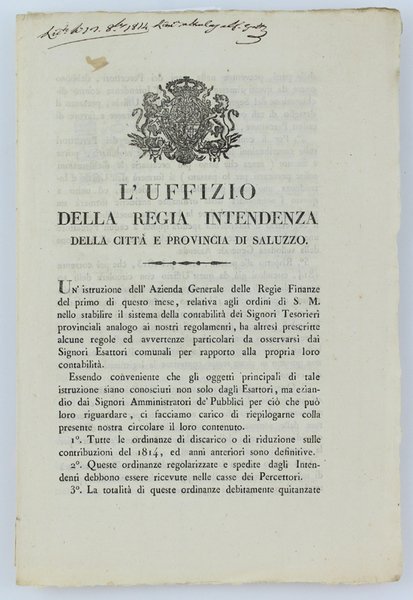 1814
L'UFFIZIO
DELLA REGIA INTENDENZA
DELLA CITTÀ E PROVINCIA DI SALUZZO.
UN' istruzione dell' Azienda Generale delle Regie Finanze
del primo di questo mese, relativa agli ordini di S. M.
nello stabilire il sistema della contabilità dei Signori Tesorieri
provinciali analogo ai nostri regolamenti, ha altresì prescritte
alcune regole ed avvertenze particolari da osservarsi dai
Signori Esattori comunali per rapporto alla propria loro
contabilità.
Essendo conveniente che gli oggetti principali di tale
istruzione siano conosciuti non solo dagli Esattori, ma ezian-
dio dai Signori Amministratori de' Pubblici per ciò che può
loro riguardare, ci facciamo carico di riepilogarne colla
presente nostra circolare il loro contenuto.
1°. Tutte le ordinanze di discarico o di riduzione sulle
contribuzioni del 1814, ed anni anteriori sono definitive.
2°. Queste ordinanze regolarizzate e spedite dagli Inten-
denti debbono essere ricevute nelle casse dei Percettori.
3°. La totalità di queste ordinanze debitamente quitanzate